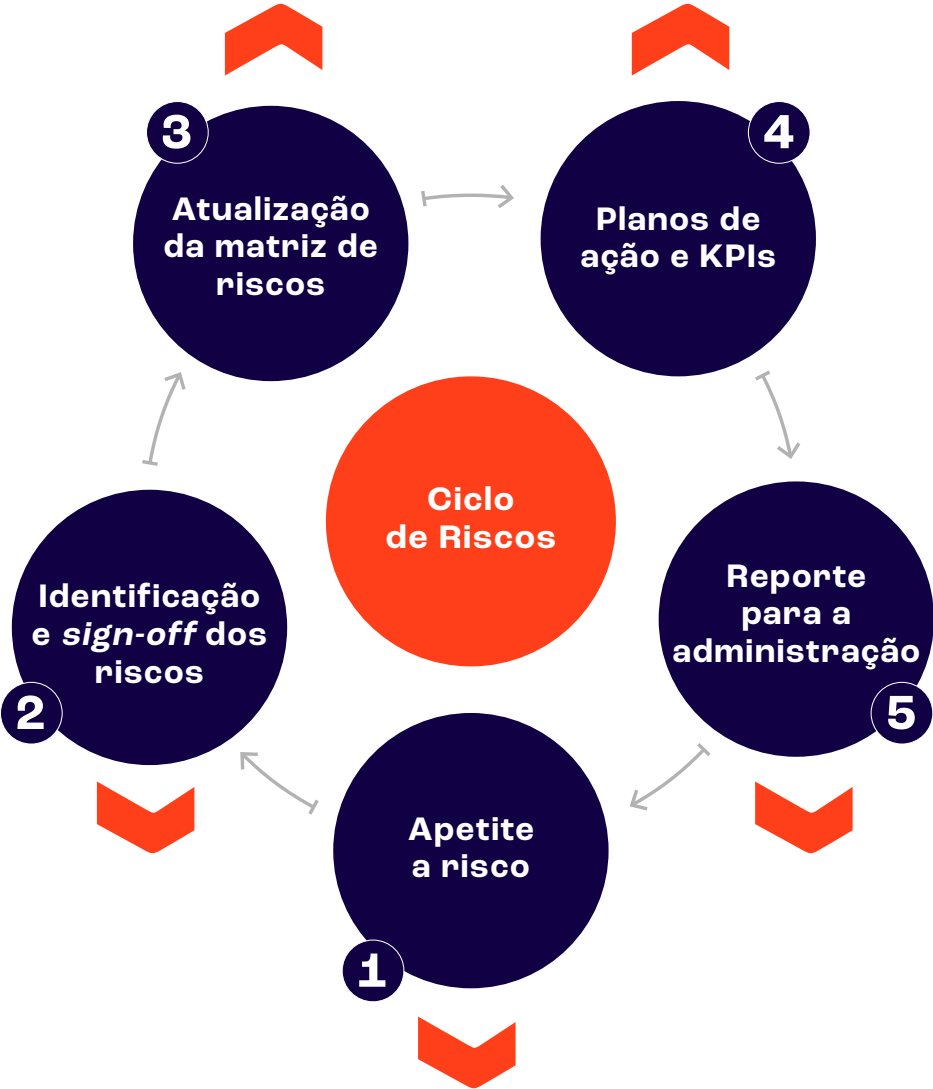 3
Atualização
da matriz de
riscos
4
Planos de
ação e KPIs
Ciclo
de Riscos
Identificação
e sign-off dos
riscos
2
Reporte
para a
administração
5
Apetite
a risco
1